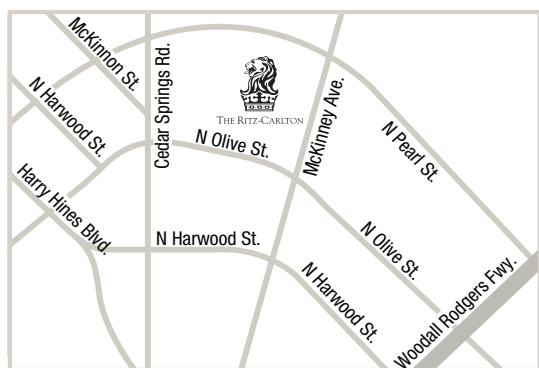 McKinnon St.
N Harwood St.
Cedar Springs Rd.
THE RITZ-CARLTON
McKinney Ave.
N Olive St.
N Pearl St.
Harry Hines Blvd.
N Harwood St.
N Olive St.
N Harwood St.
Woodall Rodgers Fwy.